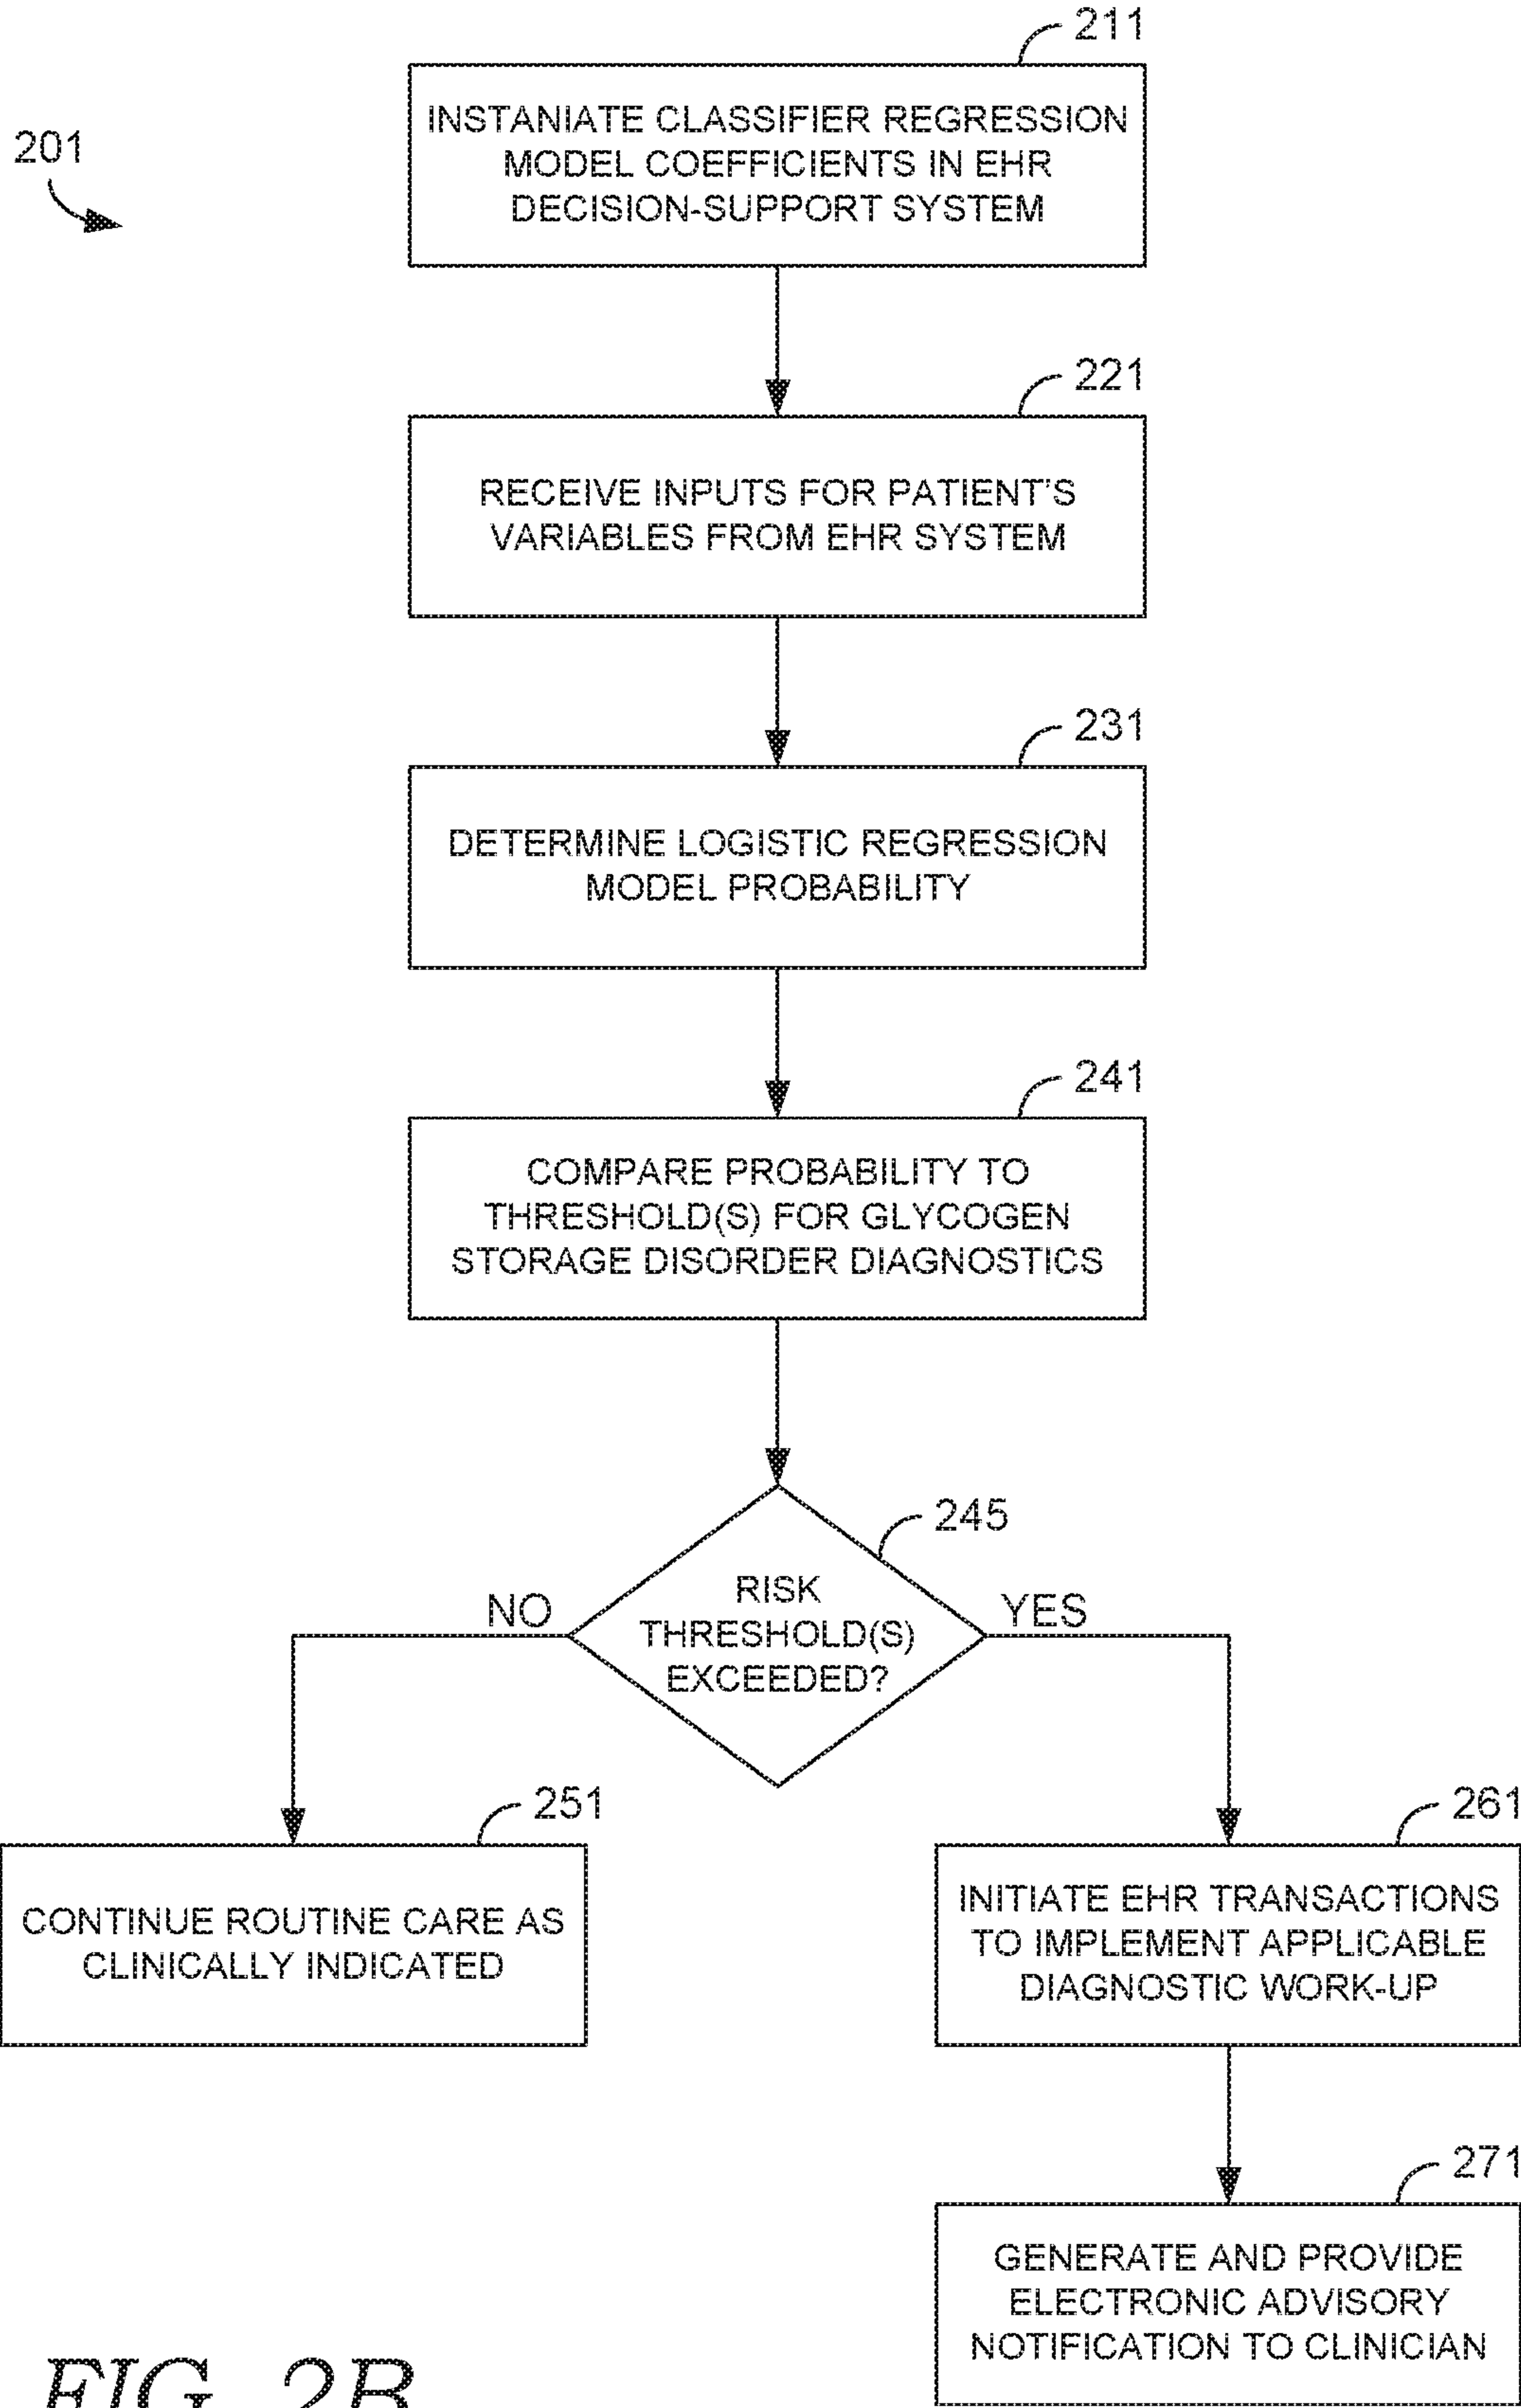 211
201
INSTANIATE CLASSIFIER REGRESSION
MODEL COEFFICIENTS IN EHR
DECISION-SUPPORT SYSTEM
221
RECEIVE INPUTS FOR PATIENT'S
VARIABLES FROM EHR SYSTEM
231
DETERMINE LOGISTIC REGRESSION
MODEL PROBABILITY
241
COMPARE PROBABILITY TO
THRESHOLD(S) FOR GLYCOGEN
STORAGE DISORDER DIAGNOSTICS
245
RISK
THRESHOLD(S)
EXCEEDED?
NO
YES
251
CONTINUE ROUTINE CARE AS
CLINICALLY INDICATED
261
INITIATE EHR TRANSACTIONS
TO IMPLEMENT APPLICABLE
DIAGNOSTIC WORK-UP
271
GENERATE AND PROVIDE
ELECTRONIC ADVISORY
NOTIFICATION TO CLINICIAN
FIG. 2B